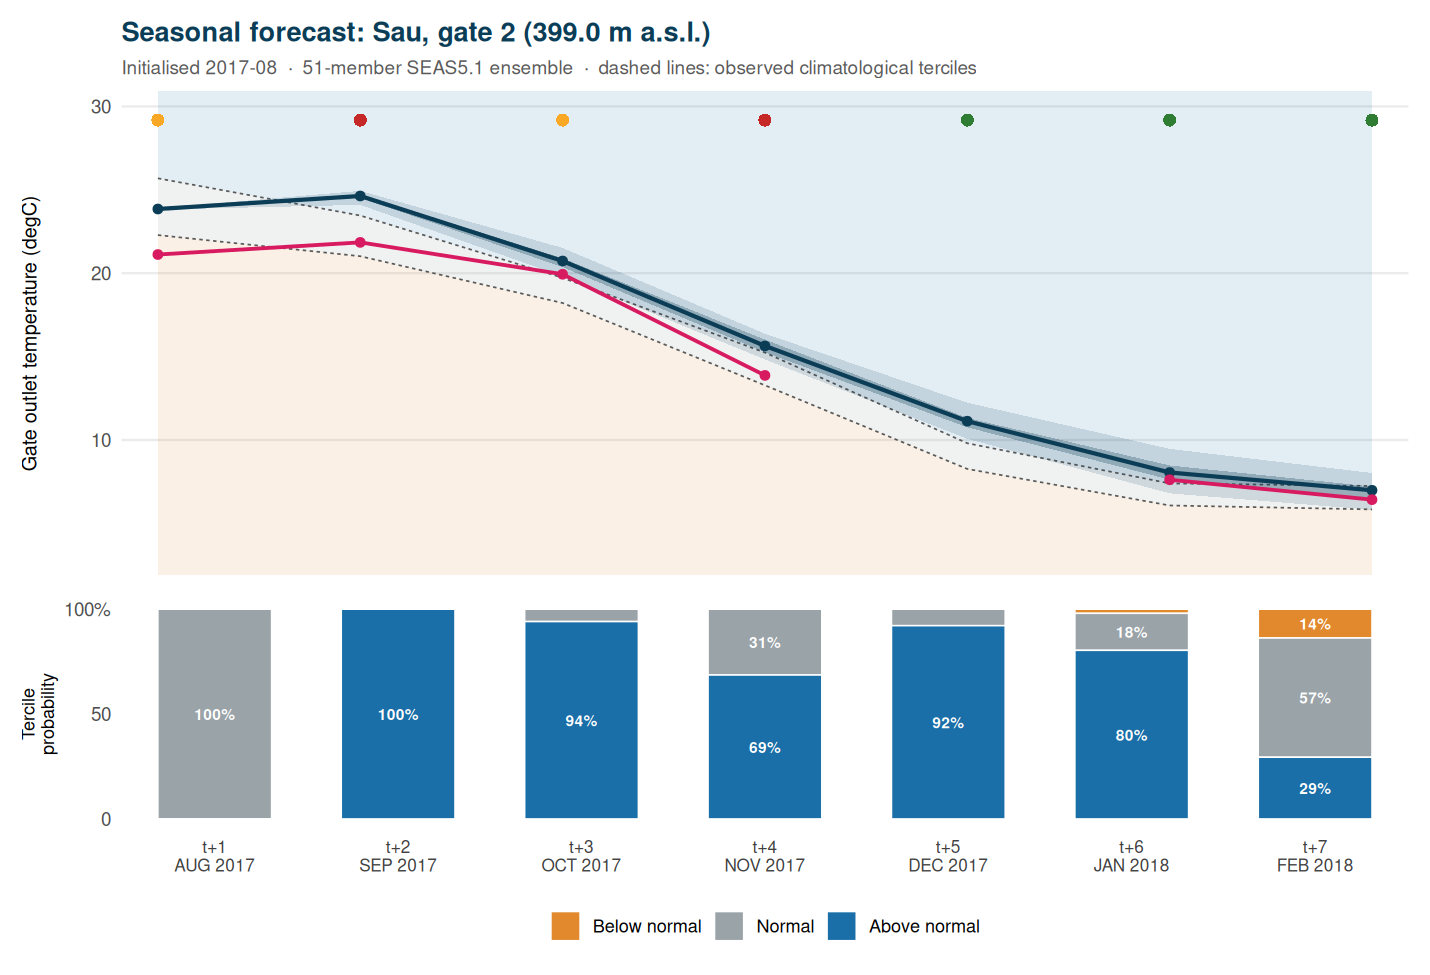 Seasonal forecast: Sau, gate 2 (399.0 m a.s.l.)
Initialised 2017-08 · 51-member SEAS5.1 ensemble · dashed lines: observed climatological terciles
Gate outlet temperature (degC)
30
20
10
Tercile
probability
100%
50
0
100%
100%
94%
31%
69%
92%
18%
80%
14%
57%
29%
t+1
AUG 2017
t+2
SEP 2017
t+3
OCT 2017
t+4
NOV 2017
t+5
DEC 2017
t+6
JAN 2018
t+7
FEB 2018
Below normal
Normal
Above normal